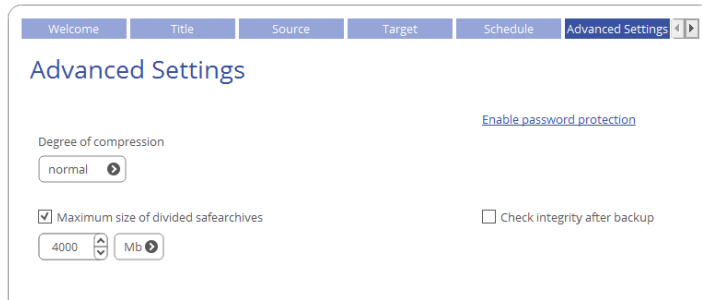 Welcome Title Source Target Schedule Advanced Settings
Advanced Settings
Enable password protection
Degree of compression
normal
Maximum size of divided safearchives
Check integrity after backup
4000 Mb